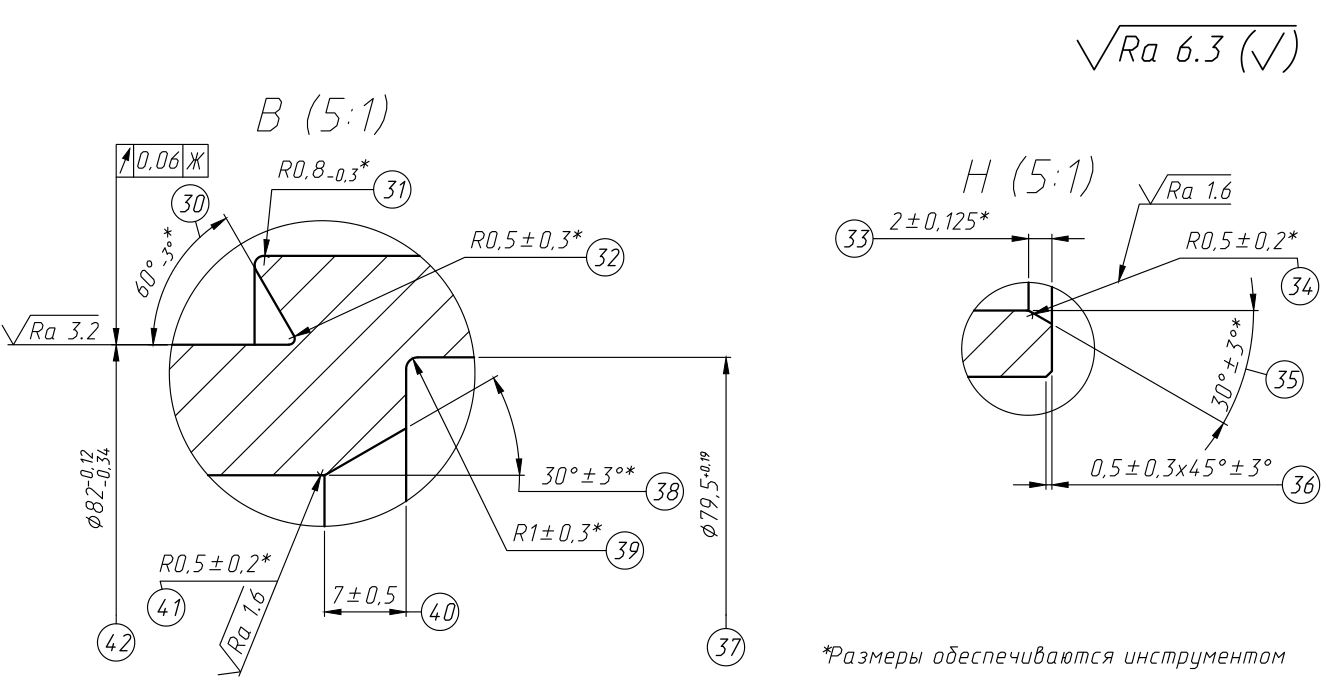 √Ra 6.3 (√)
В (5:1)
0,06 Ж
R0,8-0,3*
31
30
60° -3°*
R0,5±0,3*
32
Ra 3.2
⌀82-0,12
-0,34
30°±3°*
38
R1±0,3*
39
R0,5±0,2*
41
Ra 1.6
7±0,5
40
42
⌀79,5+0.19
37
Н (5:1)
Ra 1.6
2±0,125*
33
R0,5±0,2*
34
30°±3°*
35
0,5±0,3x45°±3°
36
*Размеры обеспечиваются инструментом